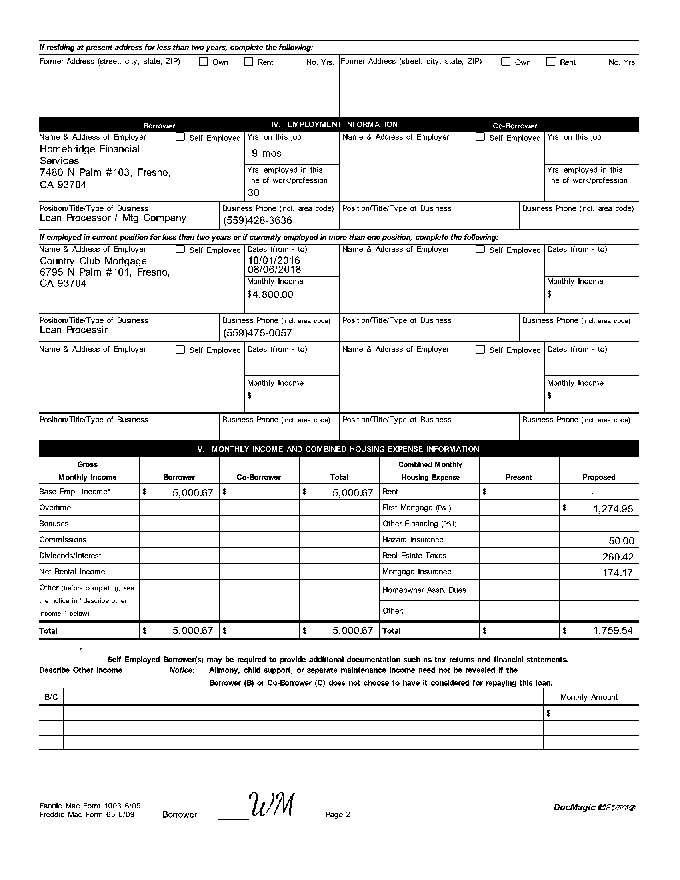 If residing at present address for less than two years, complete the following:
Former Address (street, city, state, ZIP) Own Rent No. Yrs. Former Address (street, city, state, ZIP) Own Rent No. Yrs.
Borrower IV. EMPLOYMENT INFORMATION Co-Borrower
Name & Address of Employer Self Employed Yrs. on this job Name & Address of Employer Self Employed Yrs. on this job
Homebridge Financial
Services
9 mos
7480 N Palm #103, Fresno,
CA 93704
Yrs. employed in this line of work/profession Yrs. employed in this line of work/profession
30
Position/Title/Type of Business Business Phone (incl. area code) Position/Title/Type of Business Business Phone (incl. area code)
Loan Processor / Mtg Company (559)428-3636
If employed in current position for less than two years or if currently employed in more than one position, complete the following:
Name & Address of Employer Self Employed Dates (from - to) Name & Address of Employer Self Employed Dates (from - to)
Country Club Mortgage 10/01/2016
6795 N Palm #101, Fresno, 08/06/2018
CA 93704
Monthly Income Monthly Income
$4,800.00 $
Position/Title/Type of Business Business Phone (incl. area code) Position/Title/Type of Business Business Phone (incl. area code)
Loan Processir (559)475-0057
Name & Address of Employer Self Employed Dates (from - to) Name & Address of Employer Self Employed Dates (from - to)
Monthly Income Monthly Income
$ $
Position/Title/Type of Business Business Phone (incl. area code) Position/Title/Type of Business Business Phone (incl. area code)
V. MONTHLY INCOME AND COMBINED HOUSING EXPENSE INFORMATION
Gross Combined Monthly
Monthly Income Borrower Co-Borrower Total Housing Expense Present Proposed
Base Empl. Income* $ 5,000.67 $ $ 5,000.67 Rent $
Overtime First Mortgage (P&I) $ 1,274.95
Bonuses Other Financing (P&I)
Commissions Hazard Insurance 50.00
Dividends/Interest Real Estate Taxes 260.42
Net Rental Income Mortgage Insurance 174.17
Other (before completing, see Homeowner Assn. Dues
the notice in "describe other
income," below) Other:
Total $ 5,000.67 $ $ 5,000.67 Total $ 1,759.54
*
Self Employed Borrower(s) may be required to provide additional documentation such as tax returns and financial statements.
Describe Other Income Notice: Alimony, child support, or separate maintenance income need not be revealed if the
Borrower (B) or Co-Borrower (C) does not choose to have it considered for repaying this loan.
B/C Monthly Amount
$
Fannie Mae Form 1003 6/05
Freddie Mac Form 65 6/09
Borrower WM Page 2
DocMagic